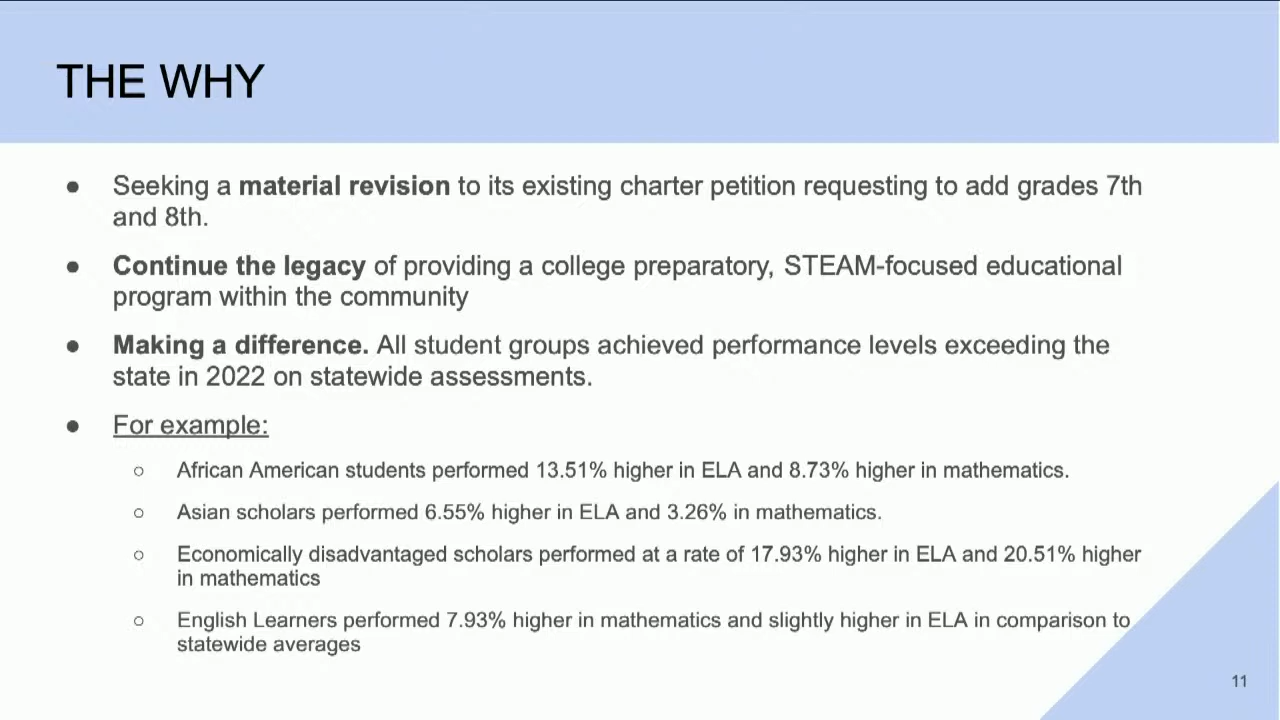 THE WHY
● Seeking a material revision to its existing charter petition requesting to add grades 7th
and 8th.
● Continue the legacy of providing a college preparatory, STEAM-focused educational
program within the community
● Making a difference. All student groups achieved performance levels exceeding the
state in 2022 on statewide assessments.
● For example:
○ African American students performed 13.51% higher in ELA and 8.73% higher in mathematics.
○ Asian scholars performed 6.55% higher in ELA and 3.26% in mathematics.
○ Economically disadvantaged scholars performed at a rate of 17.93% higher in ELA and 20.51% higher
in mathematics
○ English Learners performed 7.93% higher in mathematics and slightly higher in ELA in comparison to
statewide averages
11